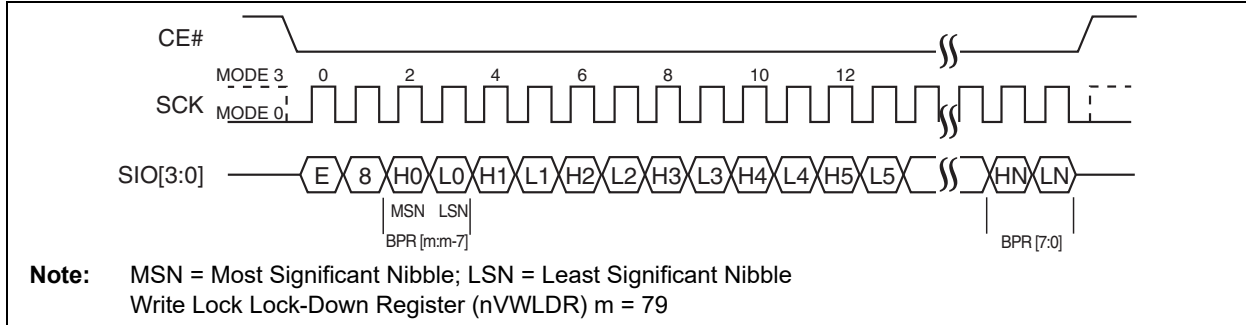 CE#
MODE 3 0 2 4 6 8 10 12
SCK
MODE 0
SIO[3:0] E 8 H0 L0 H1 L1 H2 L2 H3 L3 H4 L4 H5 L5 HN LN
MSN LSN
BPR [m:m-7] BPR [7:0]
Note: MSN = Most Significant Nibble; LSN = Least Significant Nibble
Write Lock Lock-Down Register (nVWLDR) m = 79